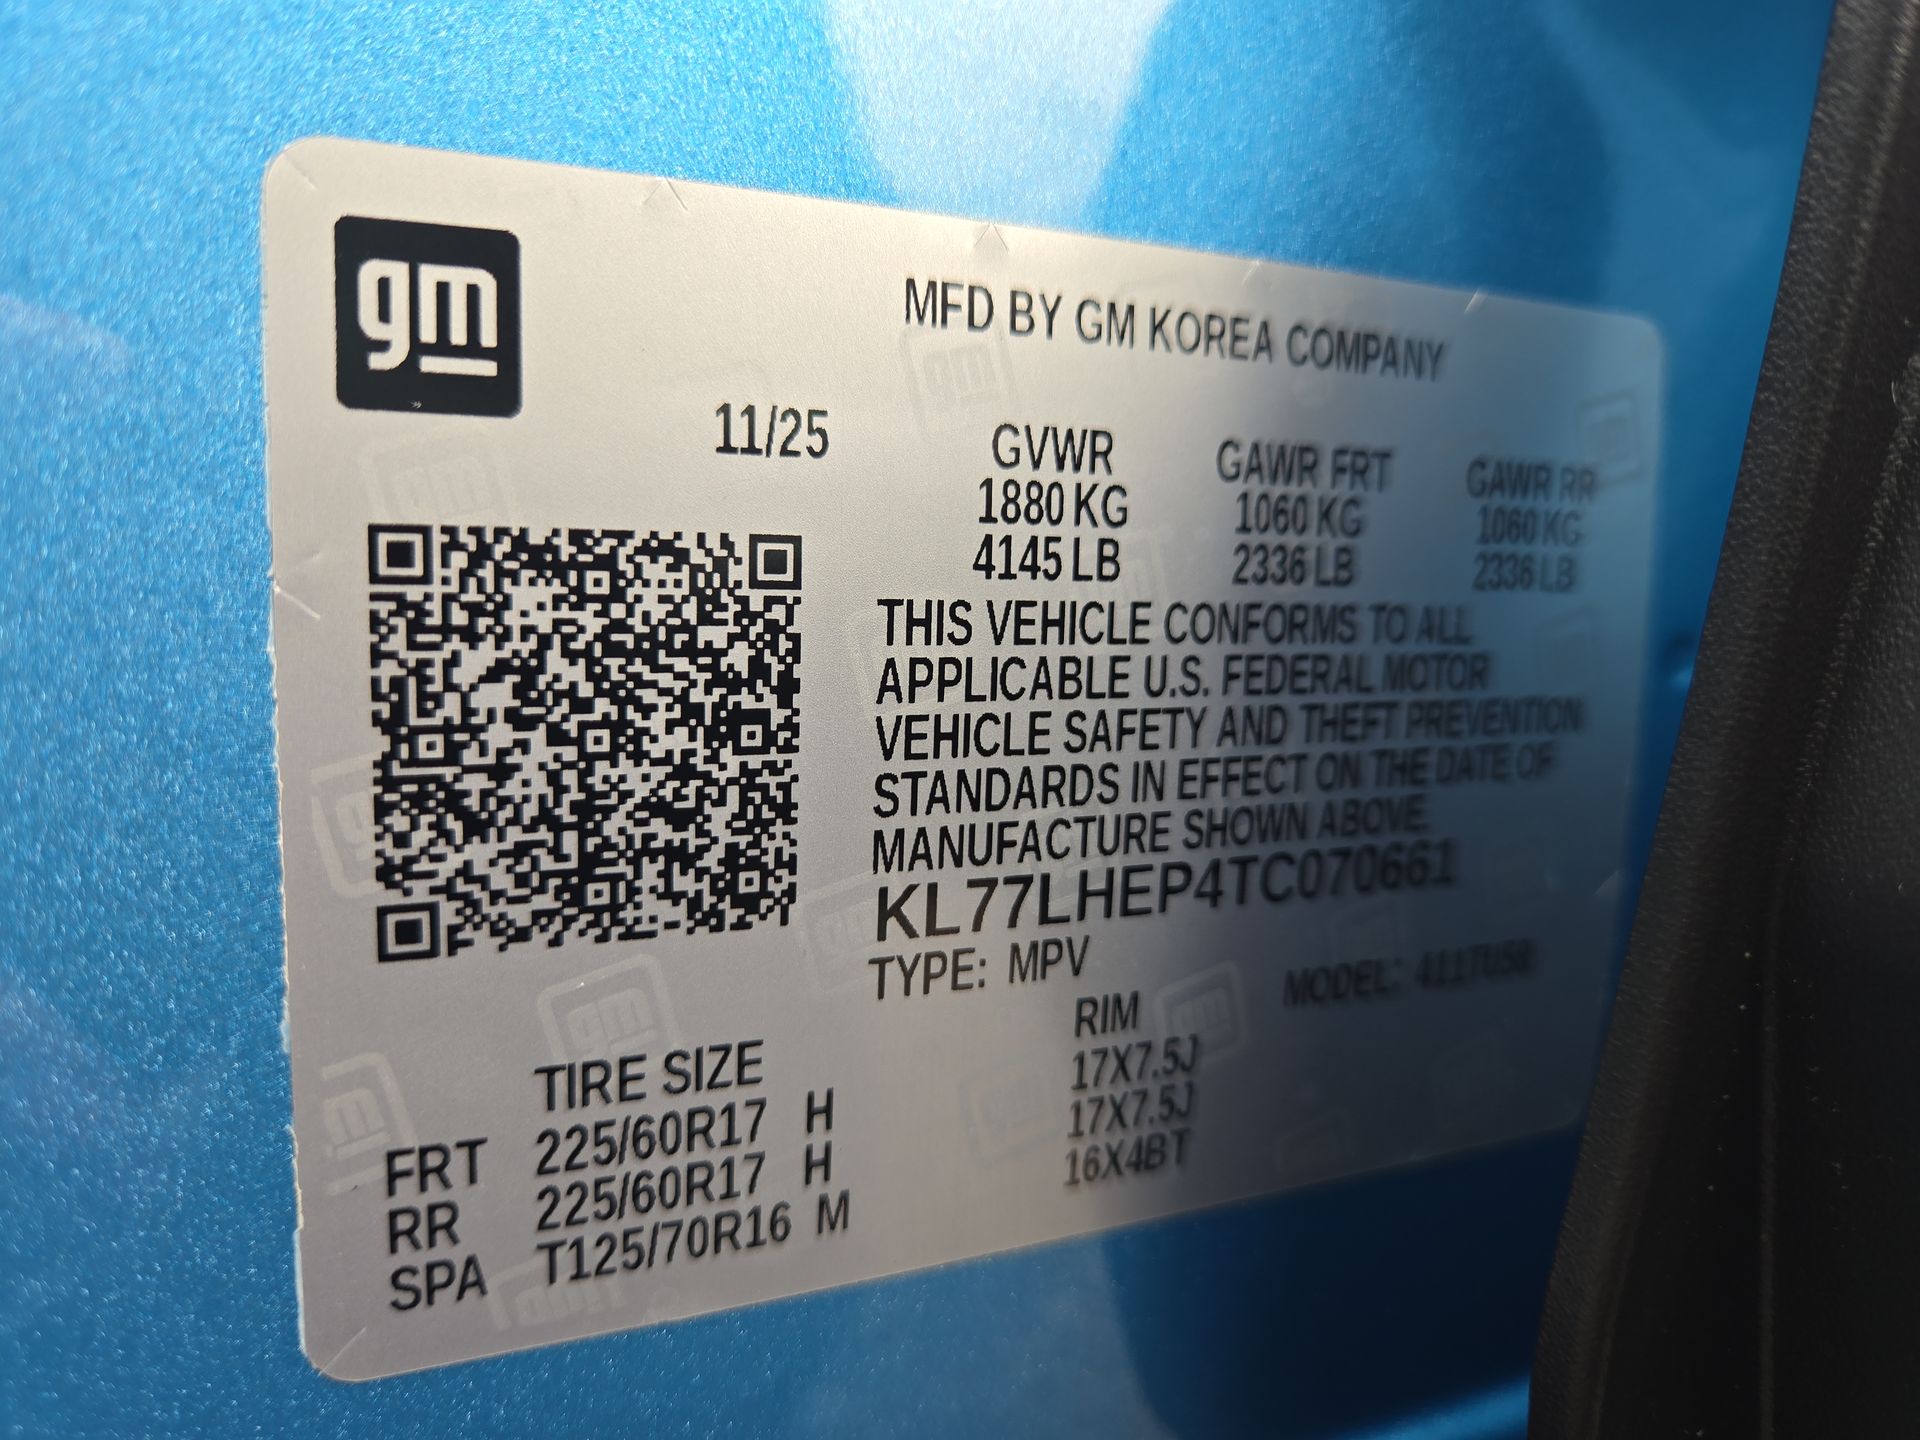 gm
MFD BY GM KOREA COMPANY
11/25
GVWR GAWR FRT GAWR RR
1880 KG 1060 KG 1060 KG
4145 LB 2336 LB 2336 LB
THIS VEHICLE CONFORMS TO ALL
APPLICABLE U.S. FEDERAL MOTOR
VEHICLE SAFETY AND THEFT PREVENTION
STANDARDS IN EFFECT ON THE DATE OF
MANUFACTURE SHOWN ABOVE.
KL77LHEP4TC070661
TYPE: MPV MODEL:
TIRE SIZE RIM
FRT 225/60R17 H 17X7.5J
RR 225/60R17 H 17X7.5J
SPA T125/70R16 M 16X4BT